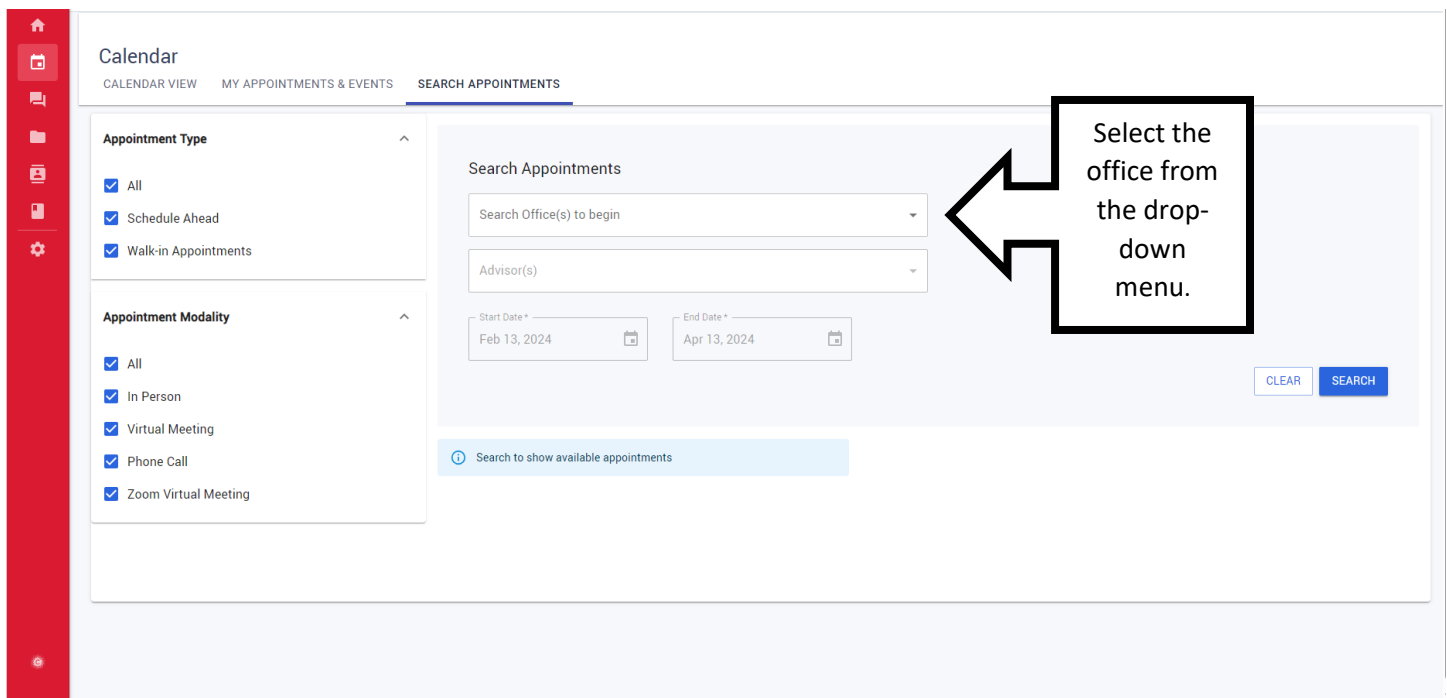 Calendar
CALENDAR VIEW MY APPOINTMENTS & EVENTS SEARCH APPOINTMENTS
Appointment Type
All
Schedule Ahead
Walk-in Appointments
Appointment Modality
All
In Person
Virtual Meeting
Phone Call
Zoom Virtual Meeting
Search Appointments
Search Office(s) to begin
Advisor(s)
Start Date *
Feb 13, 2024
End Date *
Apr 13, 2024
CLEAR SEARCH
Search to show available appointments
Select the
office from
the drop-
down
menu.